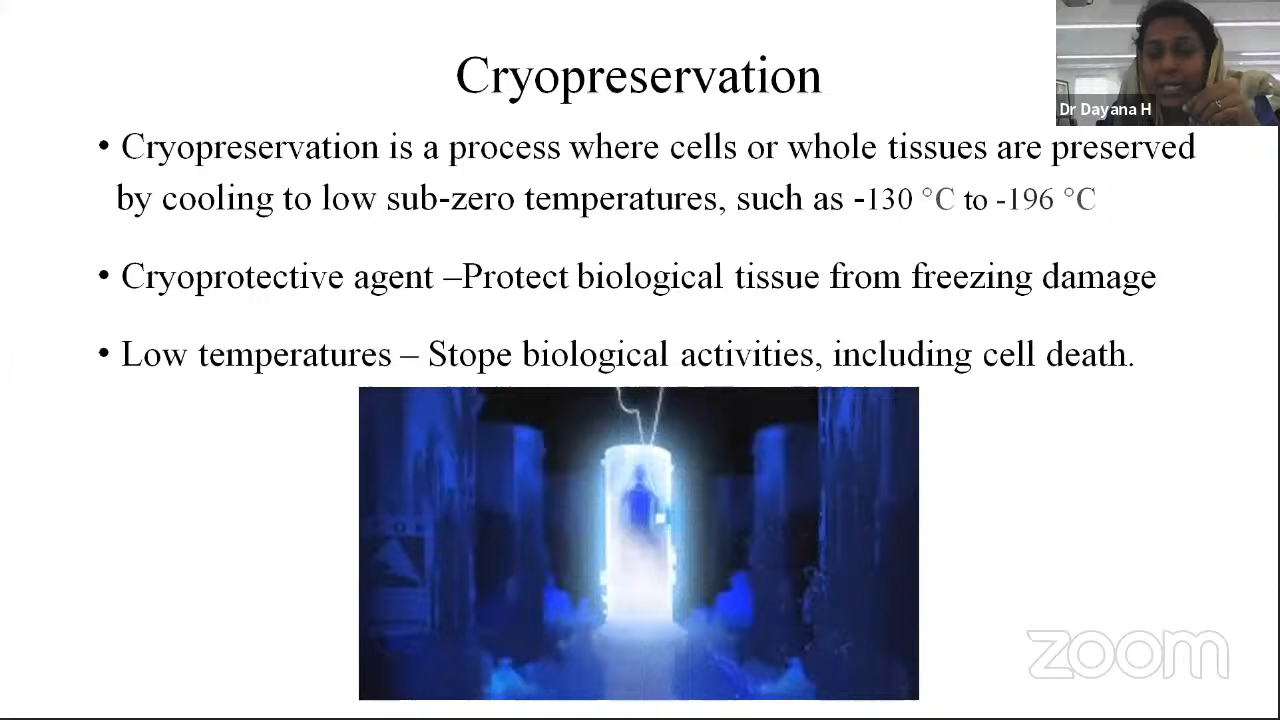 Cryopreservation
Dr Dayana H
• Cryopreservation is a process where cells or whole tissues are preserved
by cooling to low sub-zero temperatures, such as -130 °C to -196 °C
• Cryoprotective agent –Protect biological tissue from freezing damage
• Low temperatures – Stope biological activities, including cell death.
zoom